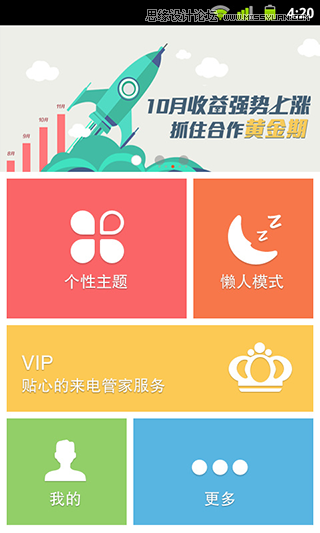 思缘设计论坛 WWW.MISSYUAN.COM
4:20
10月收益强势上涨
抓住合作黄金期
8月 9月 10月 11月
个性主题
懒人模式
VIP
贴心的来电管家服务
我的
更多